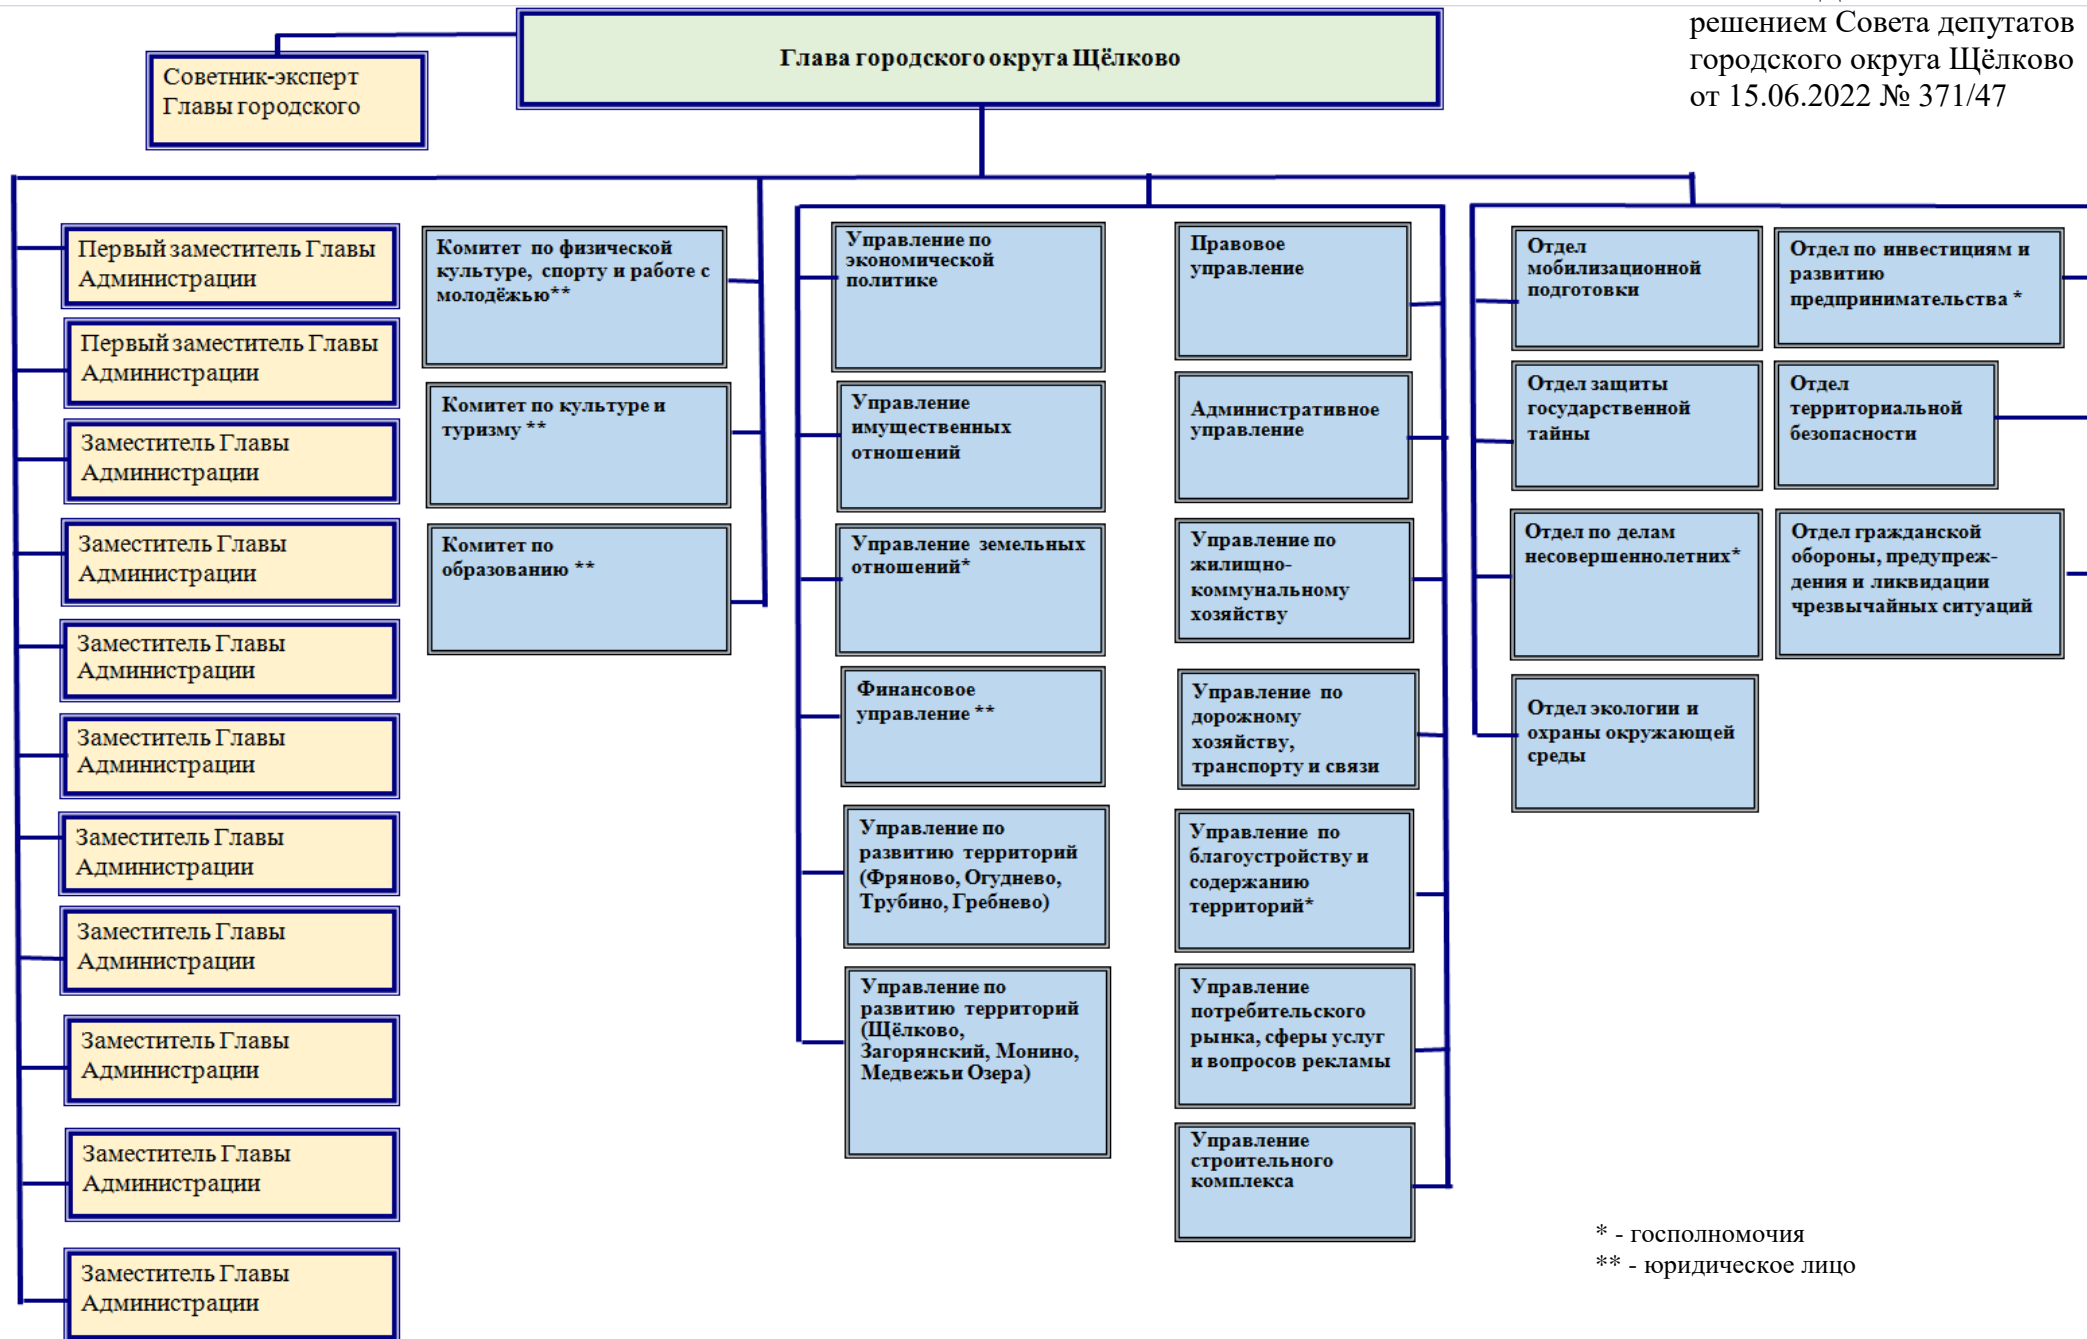 решением Совета депутатов
городского округа Щёлково
от 15.06.2022 № 371/47
Глава городского округа Щёлково
Советник-эксперт
Главы городского
Первый заместитель Главы
Администрации
Первый заместитель Главы
Администрации
Заместитель Главы
Администрации
Заместитель Главы
Администрации
Заместитель Главы
Администрации
Заместитель Главы
Администрации
Заместитель Главы
Администрации
Заместитель Главы
Администрации
Заместитель Главы
Администрации
Заместитель Главы
Администрации
Заместитель Главы
Администрации
Комитет по физической
культуре, спорту и работе с
молодёжью**
Комитет по культуре и
туризму **
Комитет по
образованию **
Управление по
экономической
политике
Управление
имущественных
отношений
Управление земельных
отношений*
Финансовое
управление **
Управление по
развитию территорий
(Фряново, Огуднево,
Трубино, Гребнево)
Управление по
развитию территорий
(Щёлково,
Загорянский, Монино,
Медвежьи Озера)
Правовое
управление
Административное
управление
Управление по
жилищно-
коммунальному
хозяйству
Управление по
дорожному
хозяйству,
транспорту и связи
Управление по
благоустройству и
содержанию
территорий*
Управление
потребительского
рынка, сферы услуг
и вопросов рекламы
Управление
строительного
комплекса
Отдел
мобилизационной
подготовки
Отдел защиты
государственной
тайны
Отдел по делам
несовершеннолетних*
Отдел экологии и
охраны окружающей
среды
Отдел по инвестициям и
развитию
предпринимательства *
Отдел
территориальной
безопасности
Отдел гражданской
обороны, предупреж-
дения и ликвидации
чрезвычайных ситуаций
* - госполномочия
** - юридическое лицо